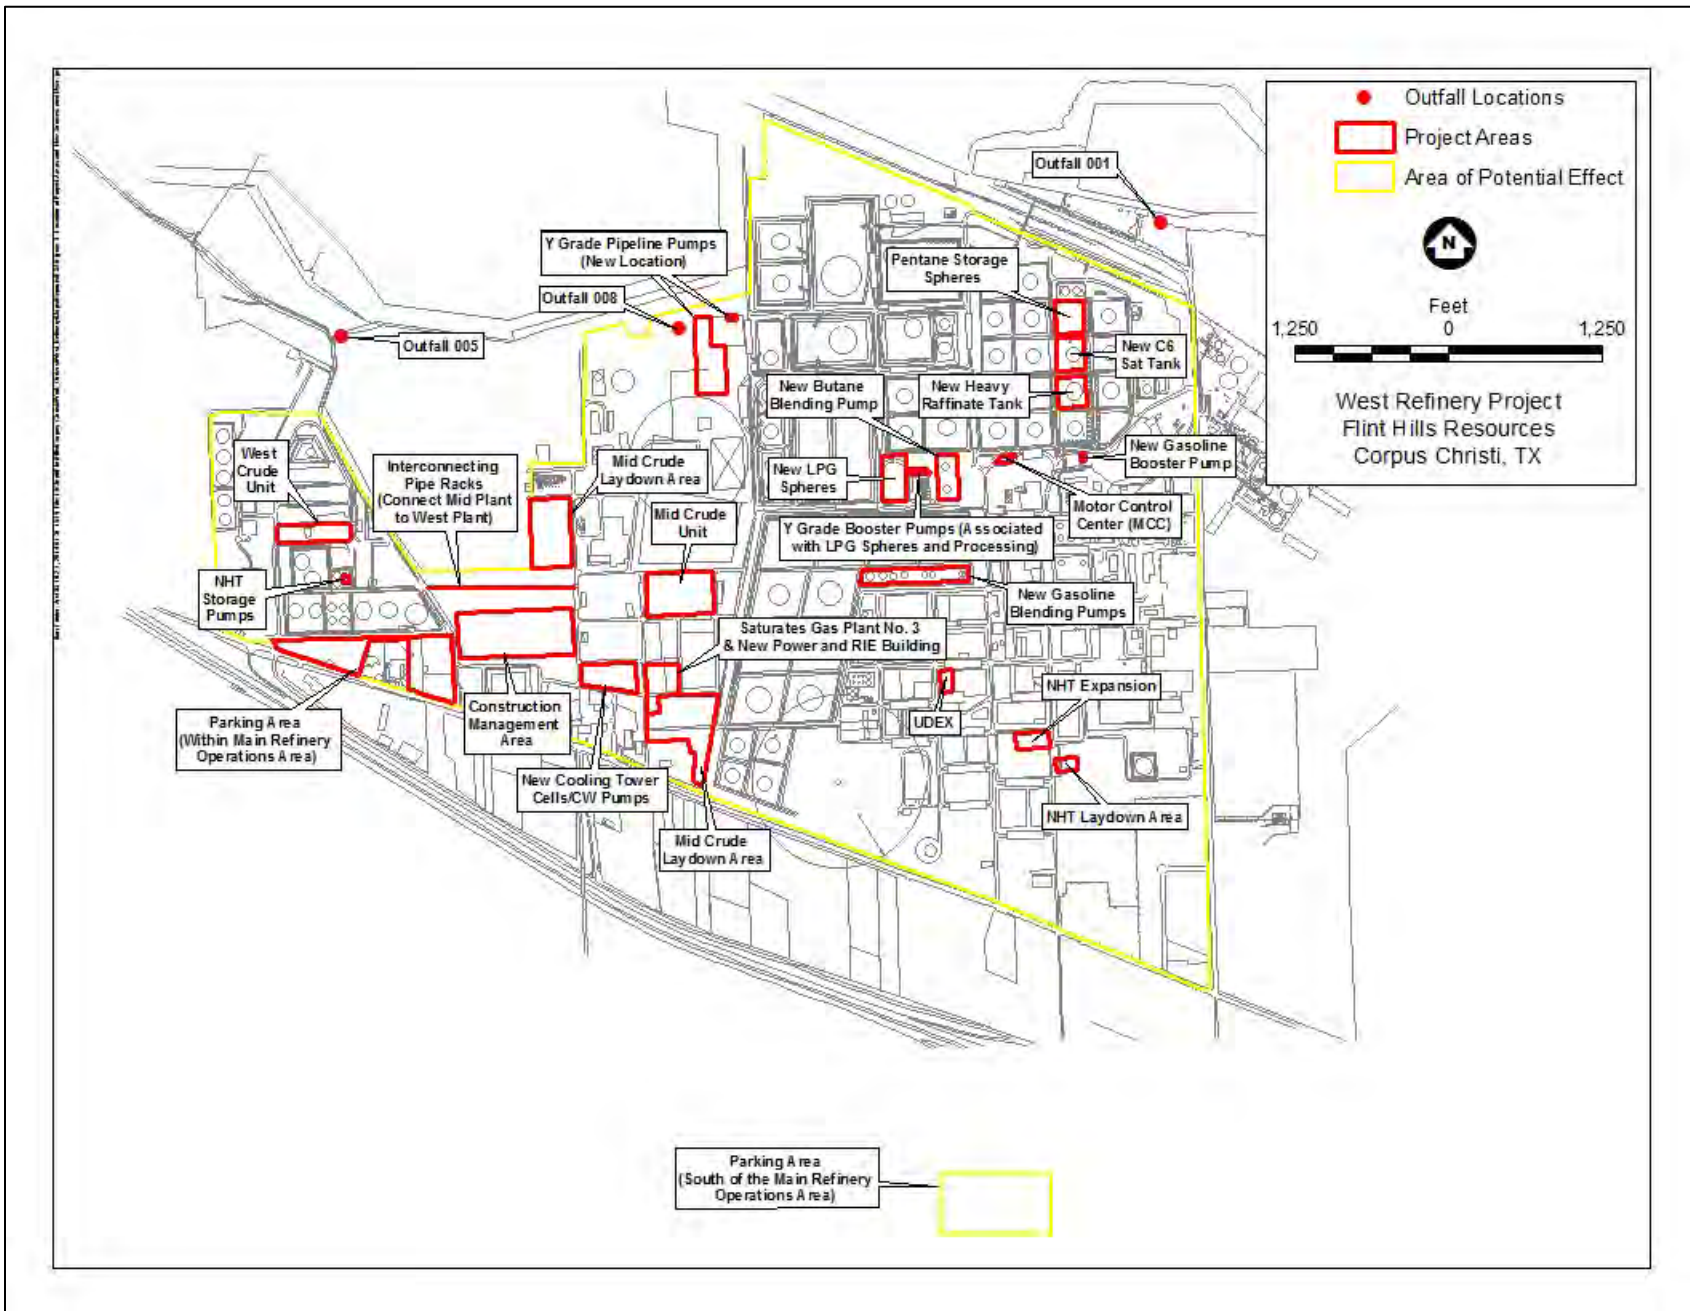 Outfall Locations
Project Areas
Area of Potential Effect
N
Feet
1,250 0 1,250
West Refinery Project
Flint Hills Resources
Corpus Christi, TX
Outfall 001
Y Grade Pipeline Pumps
(New Location)
Outfall 008
Outfall 005
Pentane Storage
Spheres
New C6
Sat Tank
New Butane
Blending Pump
New Heavy
Raffinate Tank
New Gasoline
Booster Pump
West
Crude
Unit
Interconnecting
Pipe Racks
(Connect Mid Plant
to West Plant)
Mid Crude
Laydown Area
New LPG
Spheres
Motor Control
Center (MCC)
Mid Crude
Unit
Y Grade Booster Pumps (Associated
with LPG Spheres and Processing)
NHT
Storage
Pumps
New Gasoline
Blending Pumps
Saturates Gas Plant No. 3
& New Power and RIE Building
NHT Expansion
UDEX
Parking Area
(Within Main Refinery
Operations Area)
Construction
Management
Area
New Cooling Tower
Cells/CW Pumps
NHT Laydown Area
Mid Crude
Laydown Area
Parking Area
(South of the Main Refinery
Operations Area)